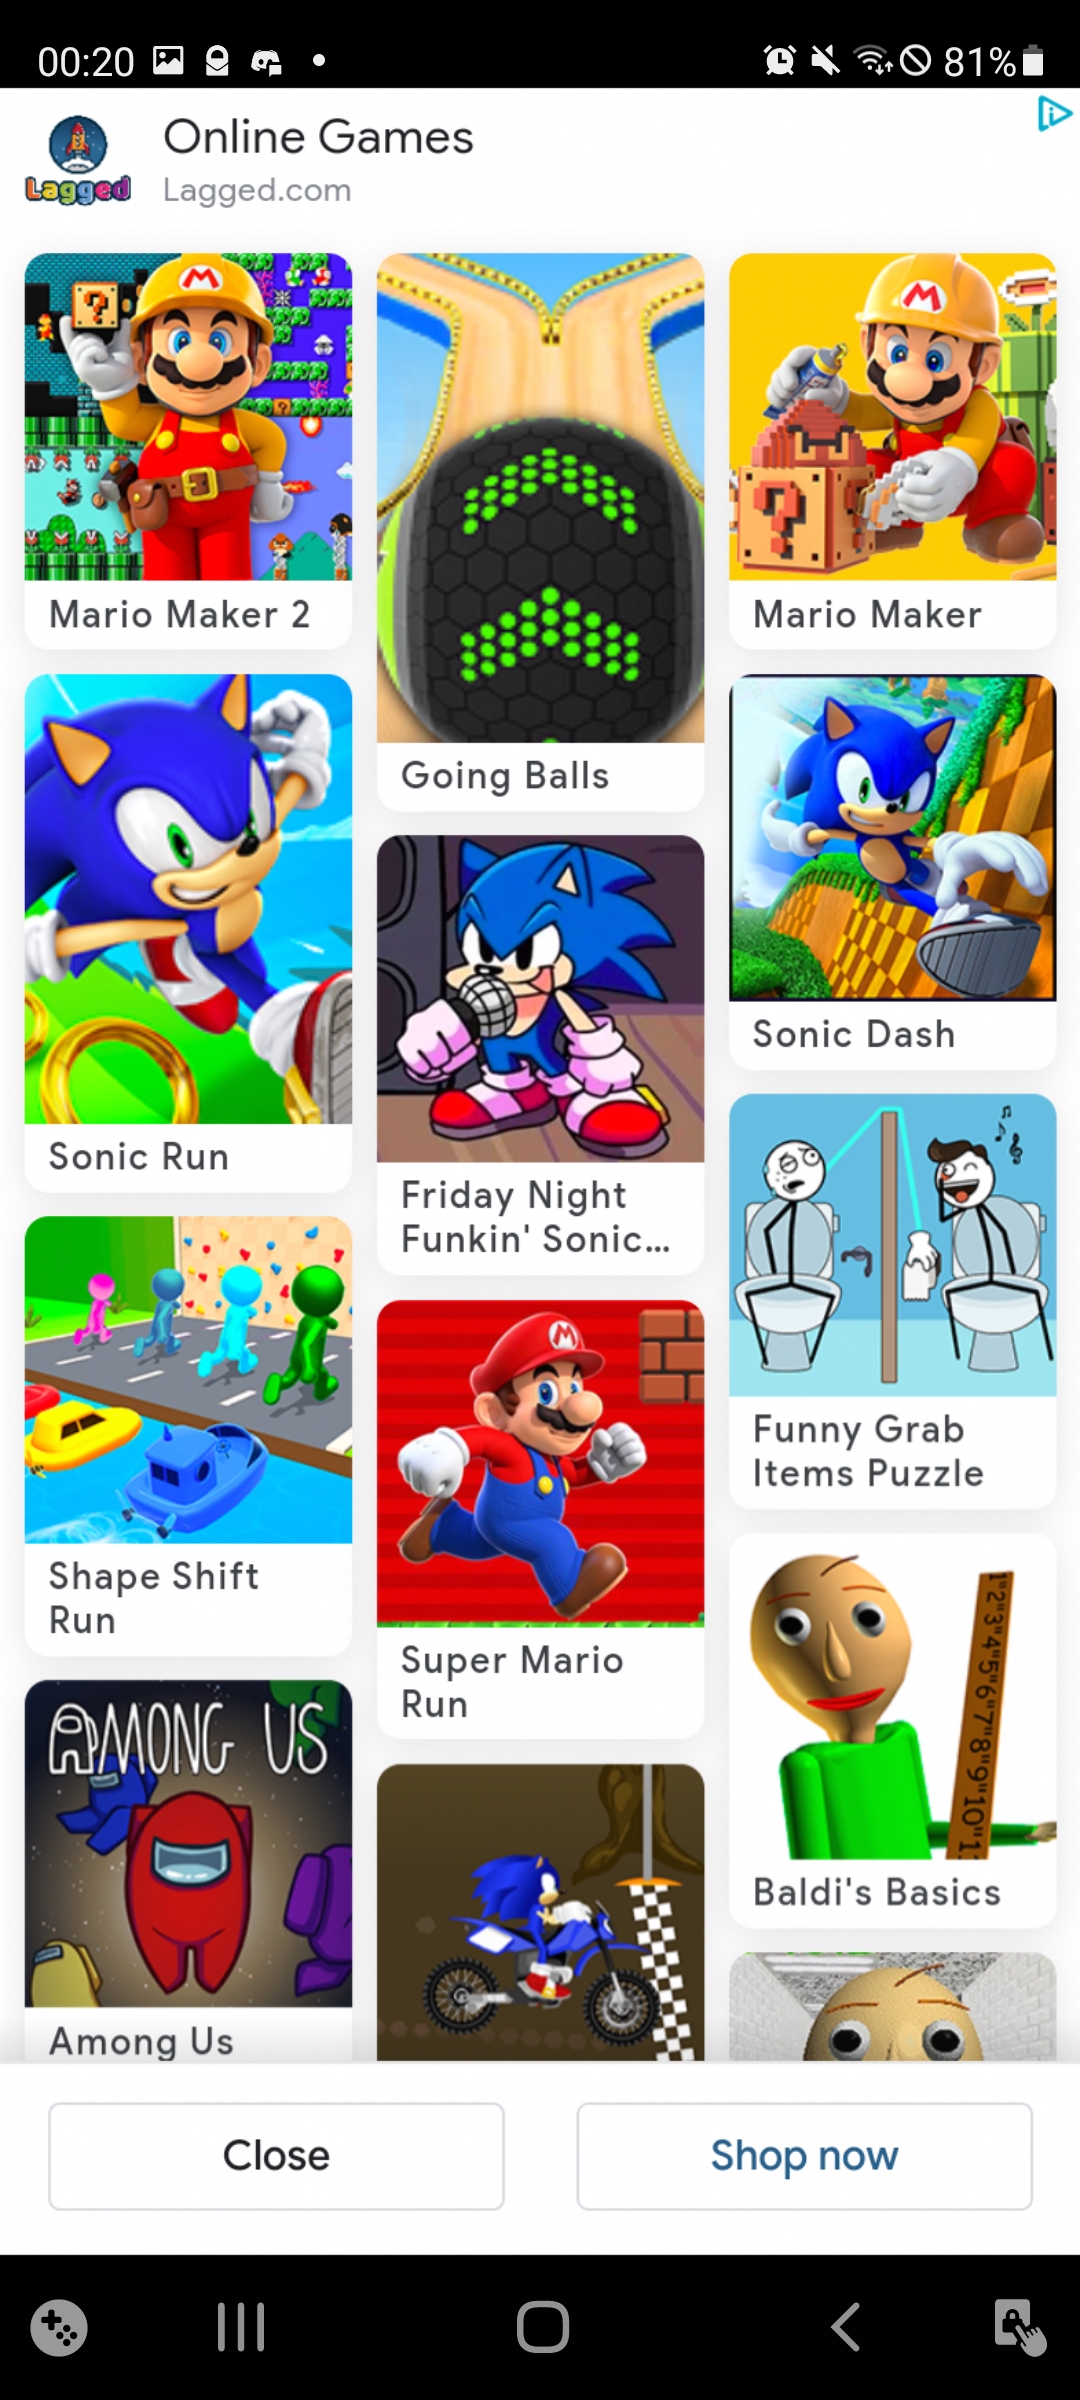 00:20
81%
Online Games
Lagged
Lagged.com
M
?
Mario Maker 2
Going Balls
M
?
Mario Maker
Sonic Run
Friday Night
Funkin' Sonic...
Sonic Dash
Shape Shift
Run
M
Super Mario
Run
Funny Grab
Items Puzzle
AMONG US
Among Us
1"2"3"4"5"6"7"8"9"10"1
Baldi's Basics
Close
Shop now